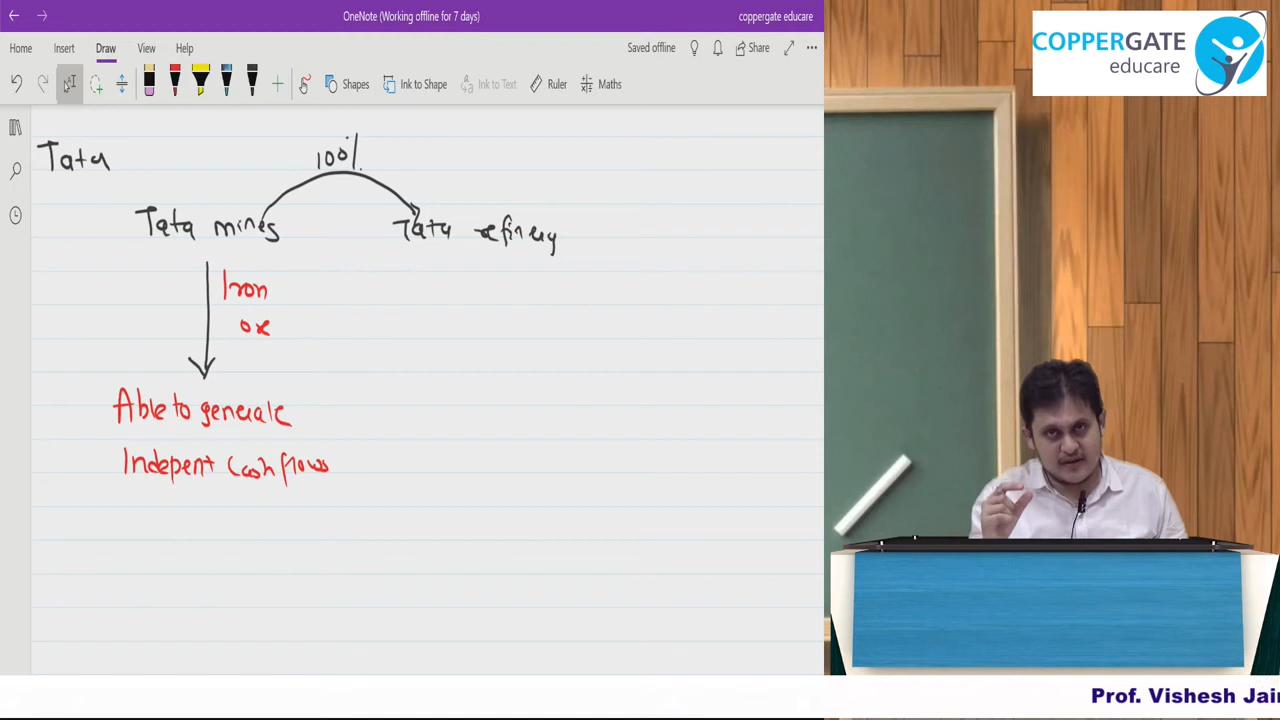 OneNote (Working offline for 7 days)
coppergate educare
Home Insert Draw View Help
Saved offline Share
Shapes Ink to Shape Ink to Text Ruler Maths
COPPERGATE
educare
Tata
100%
Tata mines
Tata refinery
Iron
ore
Able to generate
Indepent Cash flows
Prof. Vishesh Jain